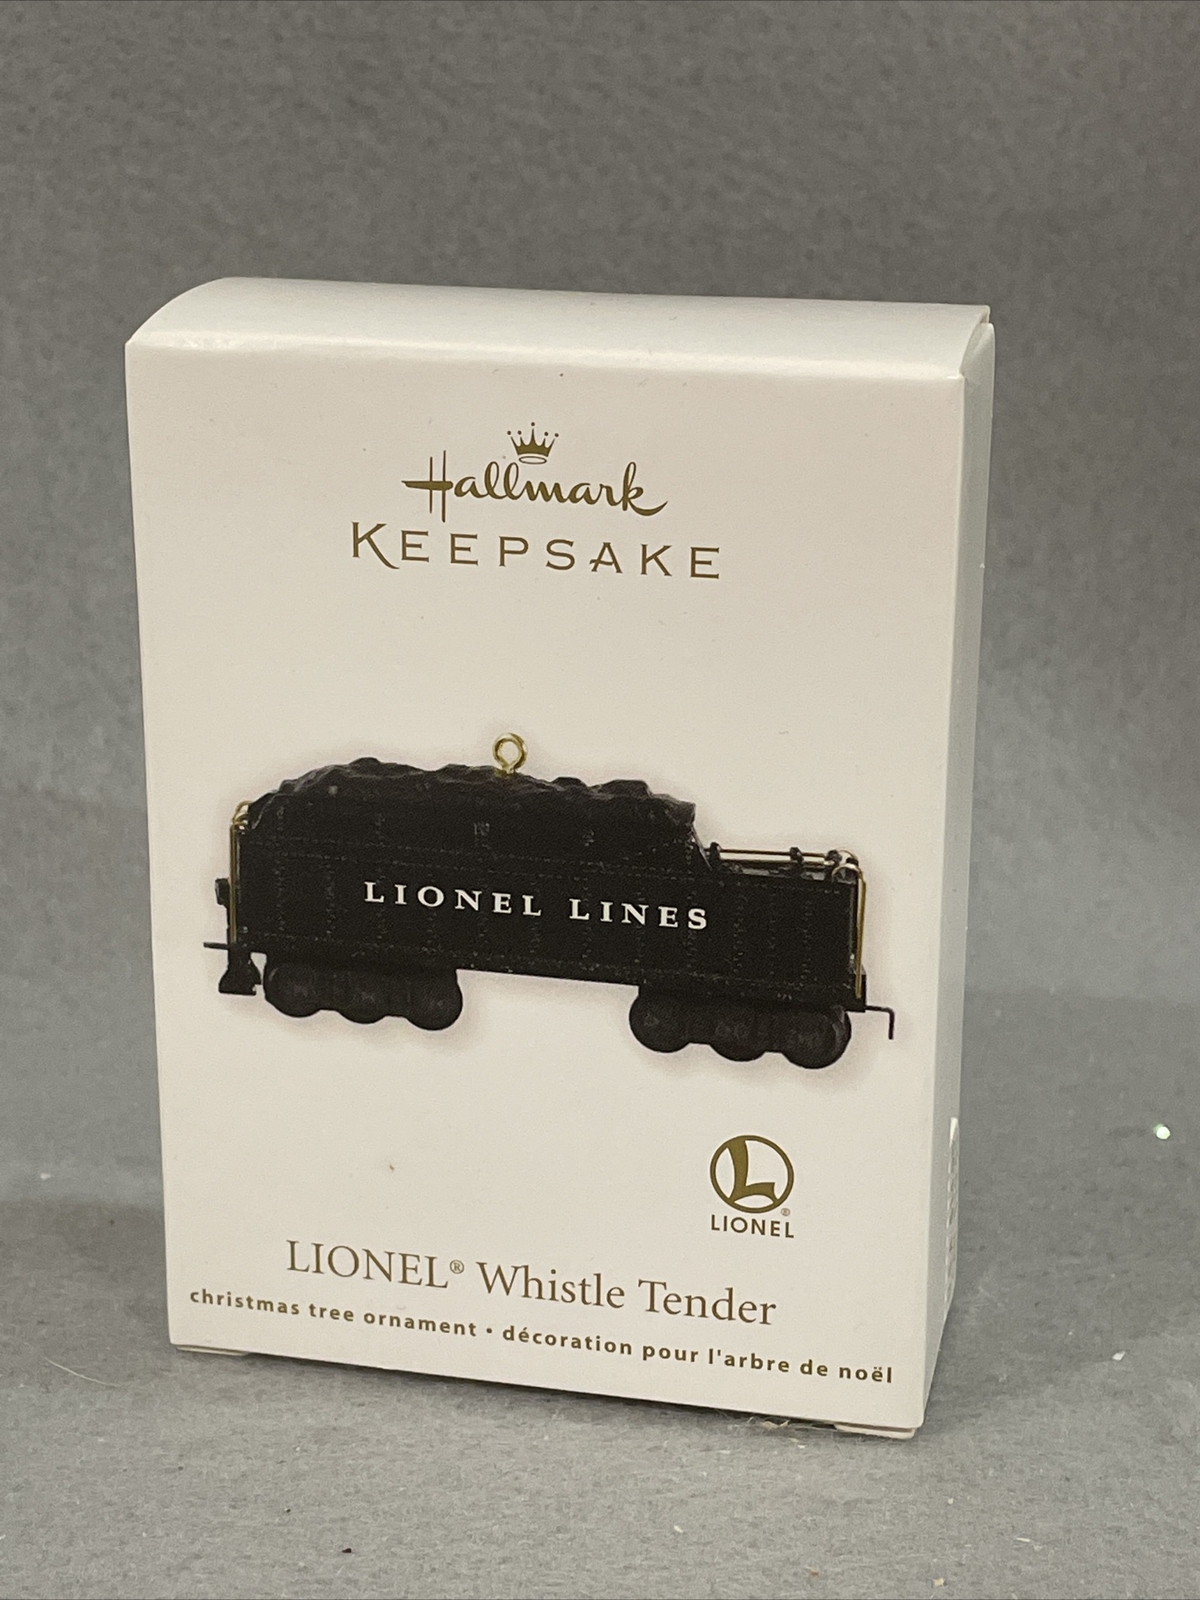 Hallmark
KEEPSAKE
LIONEL LINES
L
®
LIONEL
LIONEL® Whistle Tender
christmas tree ornament • décoration pour l'arbre de noël